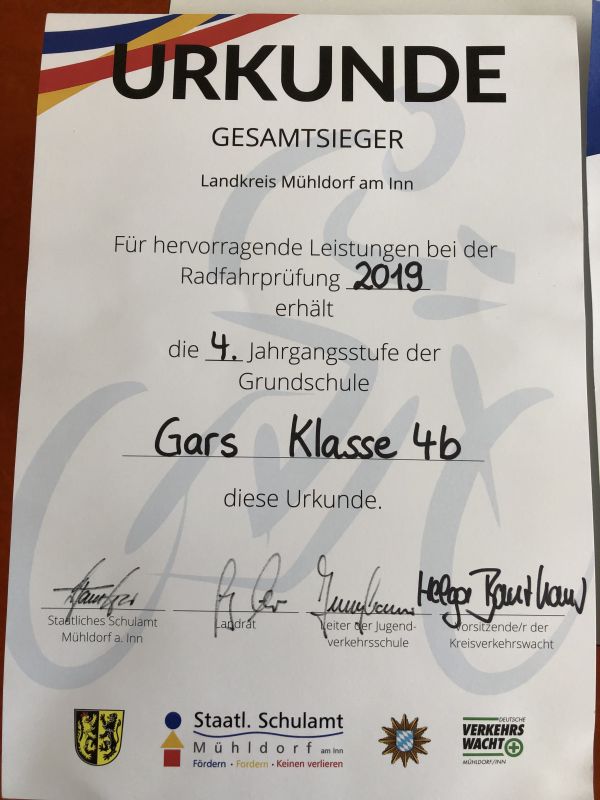 URKUNDE
GESAMTSIEGER
Landkreis Mühldorf am Inn
Für hervorragende Leistungen bei der
Radfahrprüfung 2019
erhält
die 4. Jahrgangsstufe der
Grundschule
Gars Klasse 4b
diese Urkunde.
Helga
Staatliches Schulamt
Mühldorf a. Inn
Landrat
Leiter der Jugend-
verkehrsschule
Vorsitzende/r der
Kreisverkehrswacht
Staatl. Schulamt
Mühldorf am Inn
Fördern • Fordern • Keinen verlieren
DEUTSCHE
VERKEHRS
WACHT
MÜHLDORF/INN